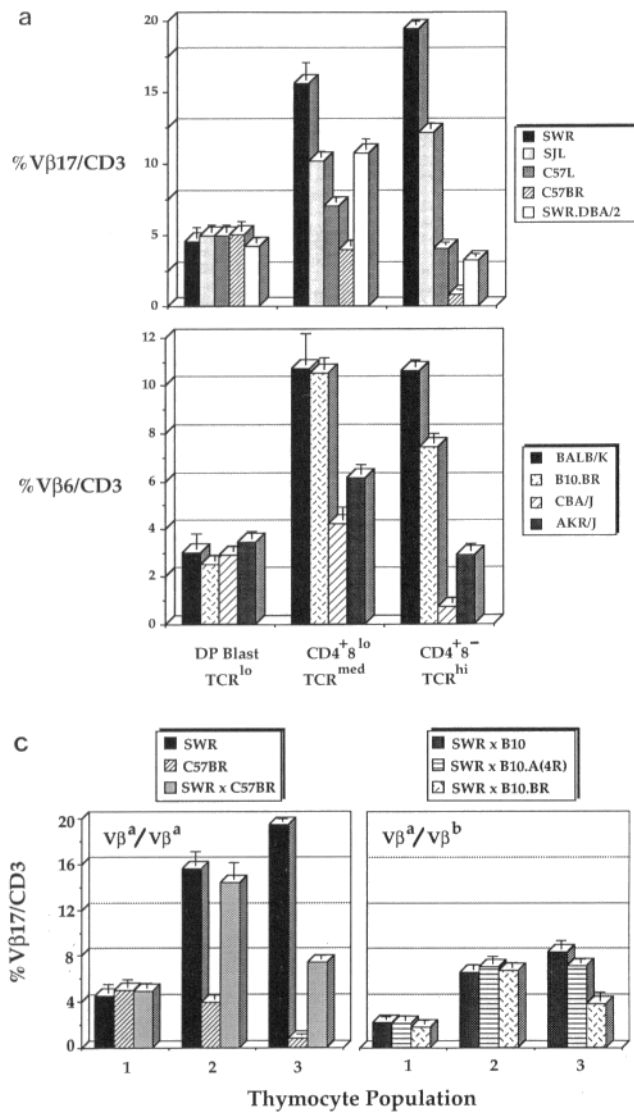 a
20
15
10
5
0
% Vβ17/CD3
SWR
SJL
C57L
C57BR
SWR.DBA/2
12
10
8
6
4
2
0
% Vβ6/CD3
BALB/K
B10.BR
CBA/J
AKR/J
DP Blast
TCR^lo
CD4^+8^lo
TCR^med
CD4^+8^−
TCR^hi
c
SWR
C57BR
SWR x C57BR
SWR x B10
SWR x B10.A(4R)
SWR x B10.BR
20
16
12
8
4
0
% Vβ17/CD3
Vβ^a/Vβ^a
Vβ^a/Vβ^b
1 2 3
1 2 3
Thymocyte Population